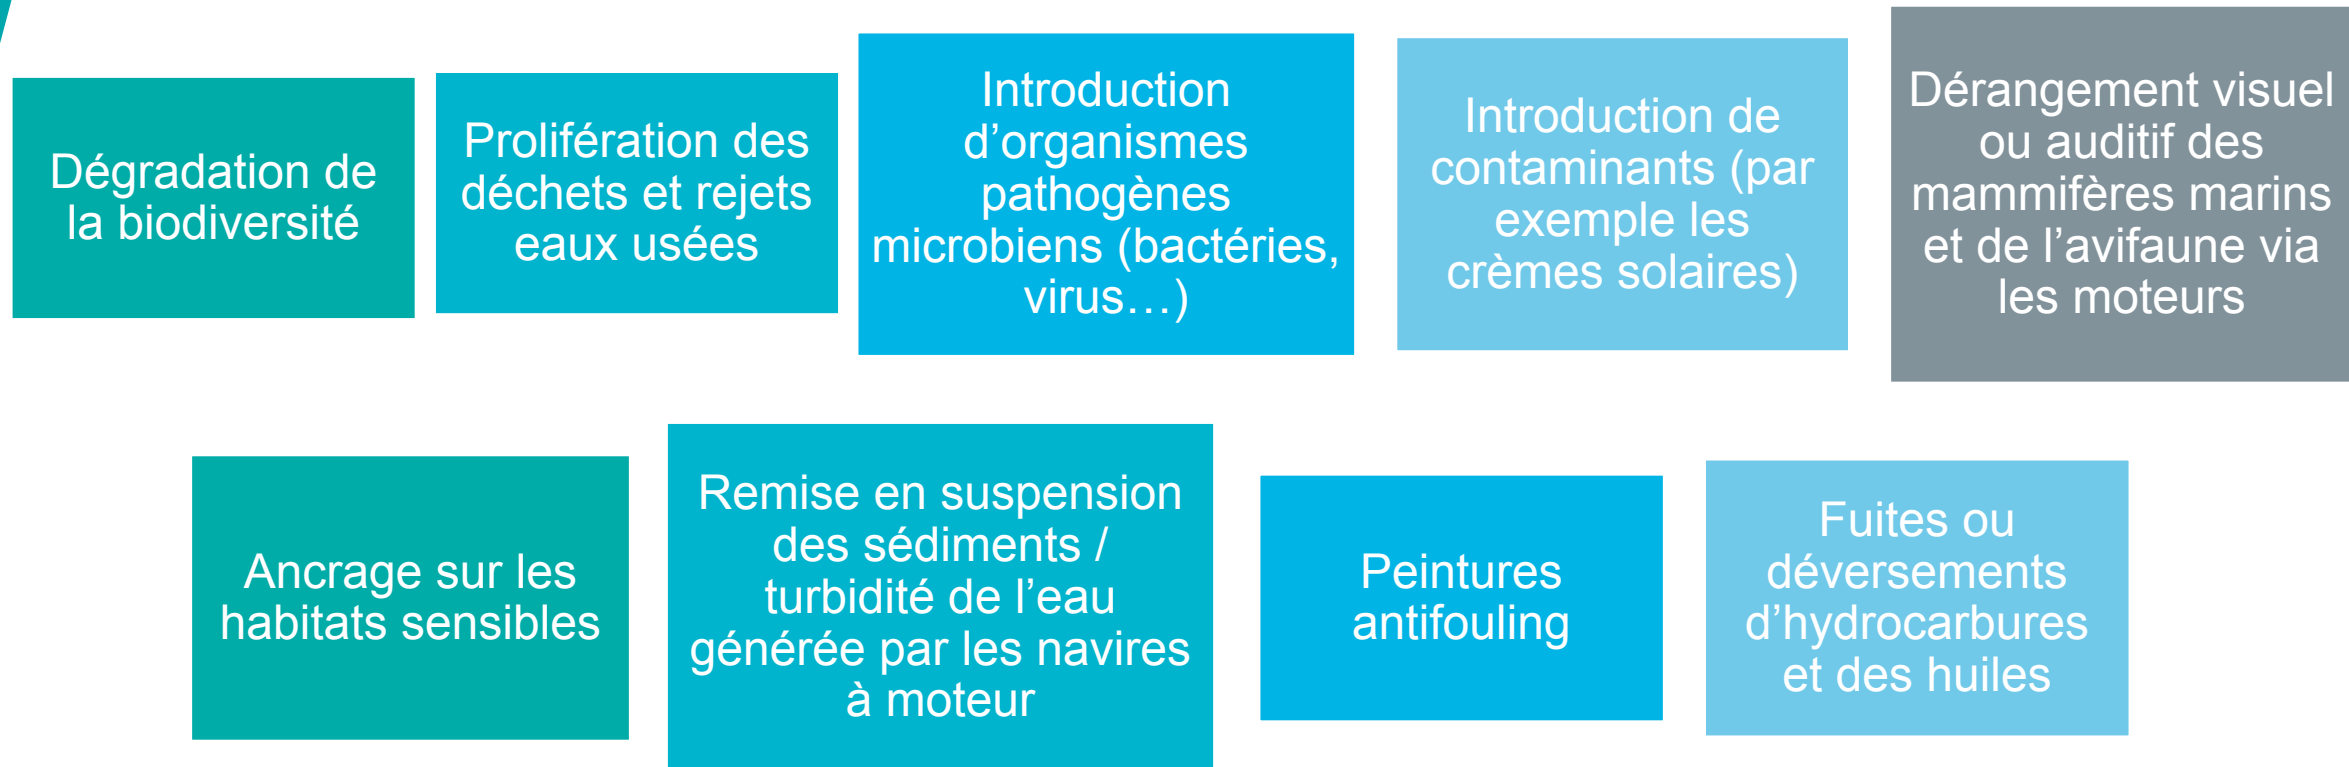 Dégradation de
la biodiversité
Prolifération des
déchets et rejets
eaux usées
Introduction
d’organismes
pathogènes
microbiens (bactéries,
virus…)
Introduction de
contaminants (par
exemple les
crèmes solaires)
Dérangement visuel
ou auditif des
mammifères marins
et de l’avifaune via
les moteurs
Ancrage sur les
habitats sensibles
Remise en suspension
des sédiments /
turbidité de l’eau
générée par les navires
à moteur
Peintures
antifouling
Fuites ou
déversements
d’hydrocarbures
et des huiles